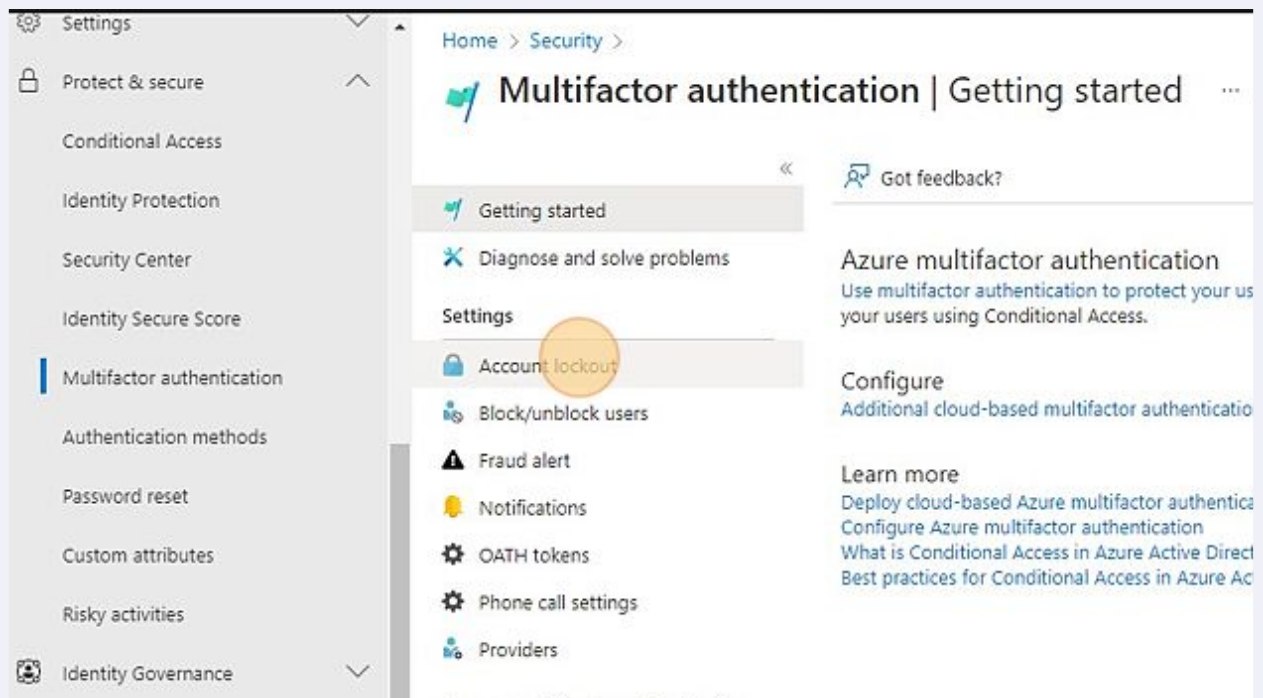 Settings
Protect & secure
Conditional Access
Identity Protection
Security Center
Identity Secure Score
Multifactor authentication
Authentication methods
Password reset
Custom attributes
Risky activities
Identity Governance
Home > Security >
Multifactor authentication | Getting started ...
«
Getting started
Diagnose and solve problems
Settings
Account lockout
Block/unblock users
Fraud alert
Notifications
OATH tokens
Phone call settings
Providers
Got feedback?
Azure multifactor authentication
Use multifactor authentication to protect your us
your users using Conditional Access.
Configure
Additional cloud-based multifactor authenticatio
Learn more
Deploy cloud-based Azure multifactor authentica
Configure Azure multifactor authentication
What is Conditional Access in Azure Active Direct
Best practices for Conditional Access in Azure Ac